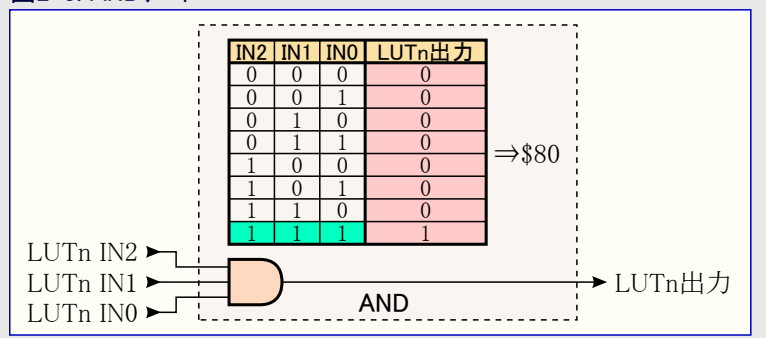 IN2 IN1 IN0 LUTn出力
0 0 0 0
0 0 1 0
0 1 0 0
0 1 1 0
1 0 0 0
1 0 1 0
1 1 0 0
1 1 1 1
⇒$80
LUTn IN2
LUTn IN1
LUTn IN0
AND
LUTn出力